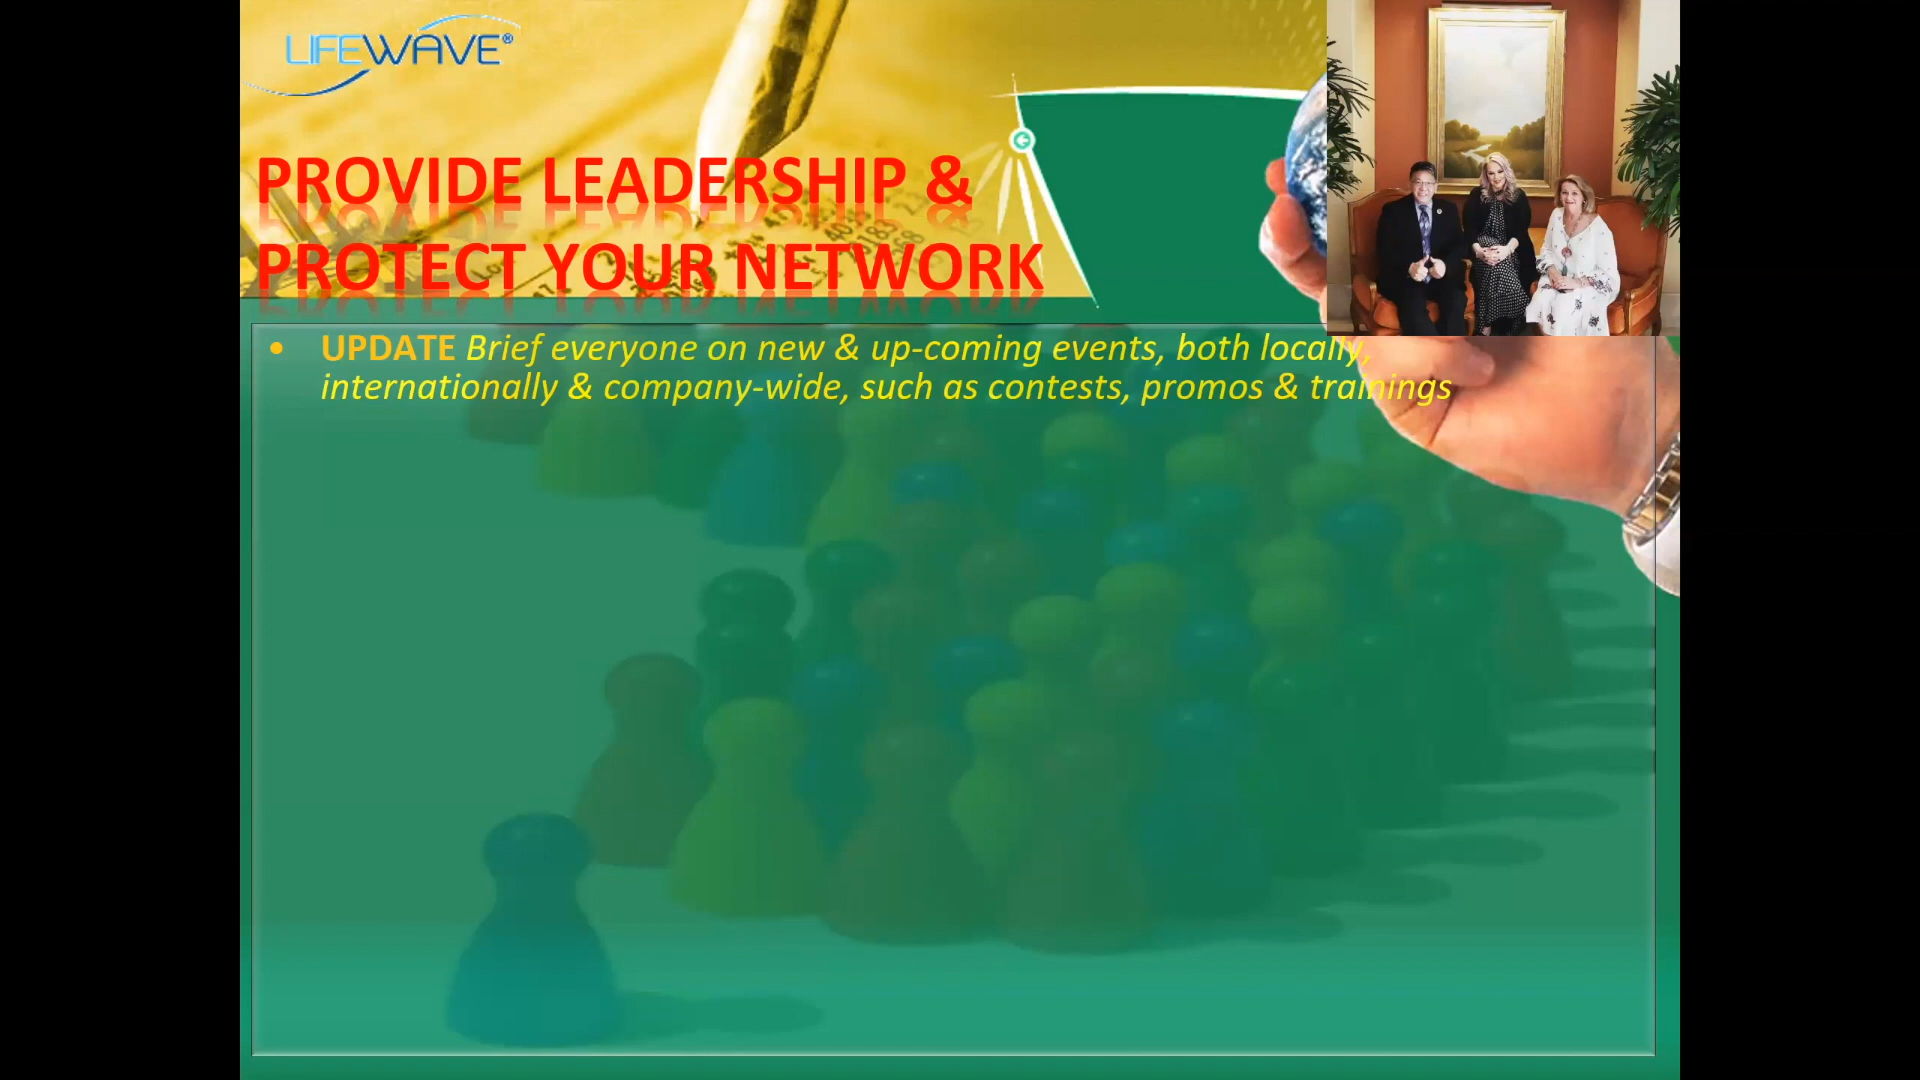 LIFEWAVE®
PROVIDE LEADERSHIP &
PROTECT YOUR NETWORK
• UPDATE Brief everyone on new & up-coming events, both locally,
internationally & company-wide, such as contests, promos & trainings